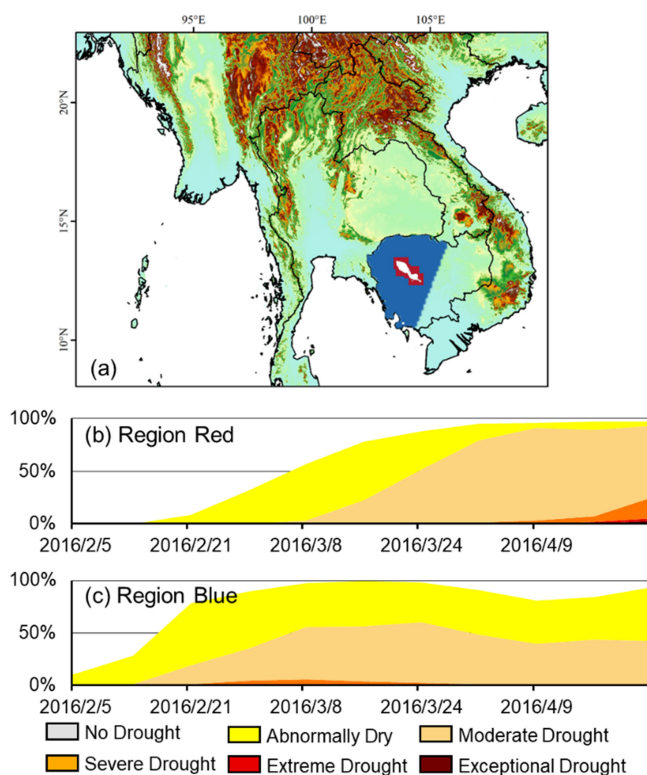 95°E 100°E 105°E
20°N
15°N
10°N
(a)
100%
(b) Region Red
50%
0%
2016/2/5 2016/2/21 2016/3/8 2016/3/24 2016/4/9
100%
(c) Region Blue
50%
0%
2016/2/5 2016/2/21 2016/3/8 2016/3/24 2016/4/9
No Drought Abnormally Dry Moderate Drought
Severe Drought Extreme Drought Exceptional Drought